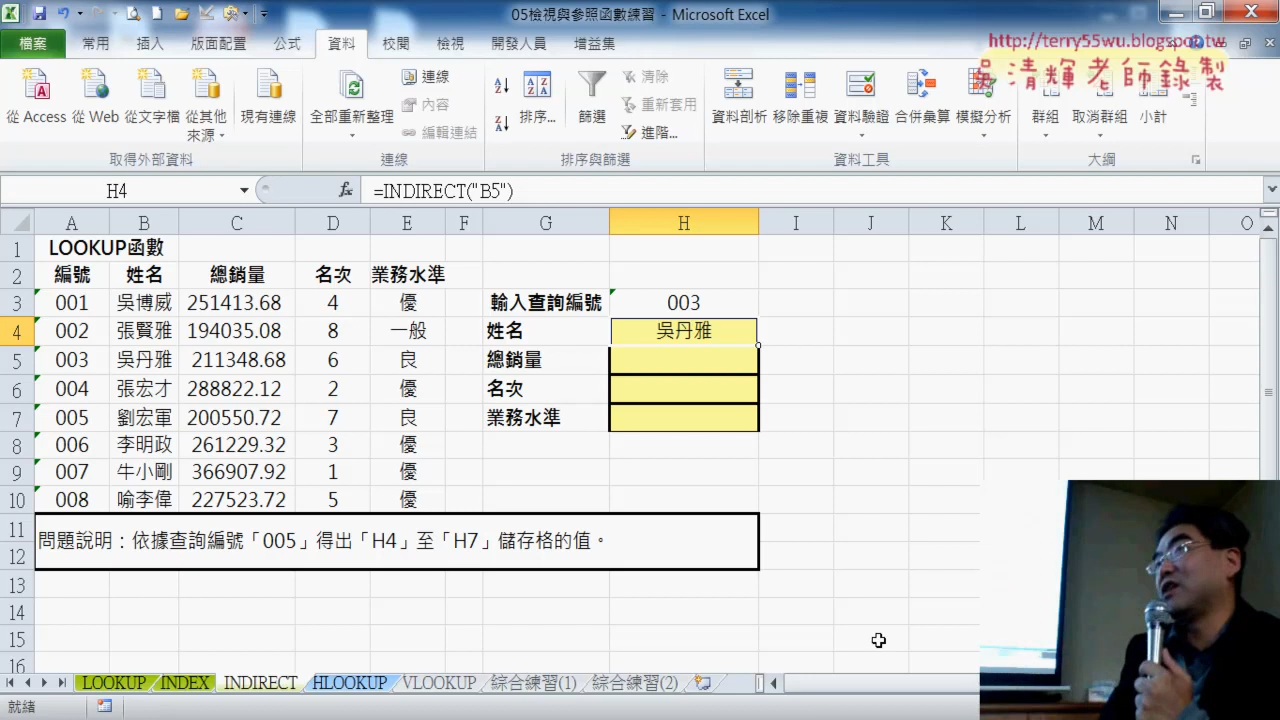 05檢視與參照函數練習 - Microsoft Excel
檔案 常用 插入 版面配置 公式 資料 校閱 檢視 開發人員 增益集
http://terry55wu.blogspot.tw
吳清輝老師錄製
從 Access 從 Web 從文字檔 從其他來源 現有連線 全部重新整理 連線 內容 編輯連結 排序... 篩選 清除 重新套用 進階... 資料剖析 移除重複 資料驗證 合併彙算 模擬分析 群組 取消群組 小計
取得外部資料 連線 排序與篩選 資料工具 大綱
H4 fx =INDIRECT("B5")
A B C D E F G H I J K L M N O
1 LOOKUP函數
2 編號 姓名 總銷量 名次 業務水準
3 001 吳博威 251413.68 4 優 輸入查詢編號 003
4 002 張賢雅 194035.08 8 一般 姓名 吳丹雅
5 003 吳丹雅 211348.68 6 良 總銷量
6 004 張宏才 288822.12 2 優 名次
7 005 劉宏軍 200550.72 7 良 業務水準
8 006 李明政 261229.32 3 優
9 007 牛小剛 366907.92 1 優
10 008 喻李偉 227523.72 5 優
11 問題說明：依據查詢編號「005」得出「H4」至「H7」儲存格的值。
12
13
14
15
16
LOOKUP INDEX INDIRECT HLOOKUP VLOOKUP 綜合練習(1) 綜合練習(2)
就緒